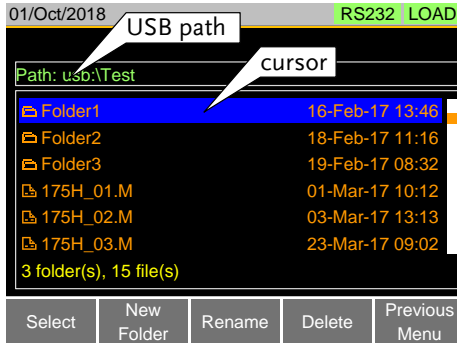 01/Oct/2018 RS232 LOAD
USB path
cursor
Path: usb:\Test
Folder1 16-Feb-17 13:46
Folder2 18-Feb-17 11:16
Folder3 19-Feb-17 08:32
175H_01.M 01-Mar-17 10:12
175H_02.M 03-Mar-17 13:13
175H_03.M 23-Mar-17 09:02
3 folder(s), 15 file(s)
Select New Folder Rename Delete Previous Menu